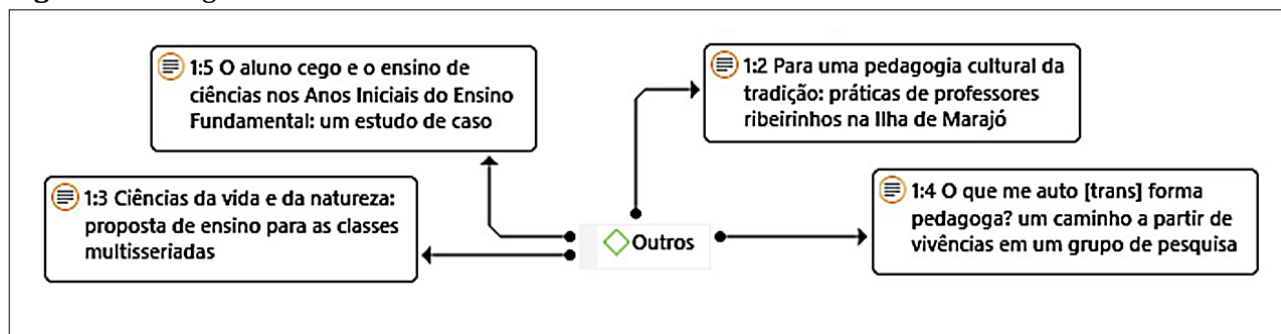 1:5 O aluno cego e o ensino de
ciências nos Anos Iniciais do Ensino
Fundamental: um estudo de caso
1:2 Para uma pedagogia cultural da
tradição: práticas de professores
ribeirinhos na Ilha de Marajó
1:3 Ciências da vida e da natureza:
proposta de ensino para as classes
multisseriadas
Outros
1:4 O que me auto [trans] forma
pedagoga? um caminho a partir de
vivências em um grupo de pesquisa